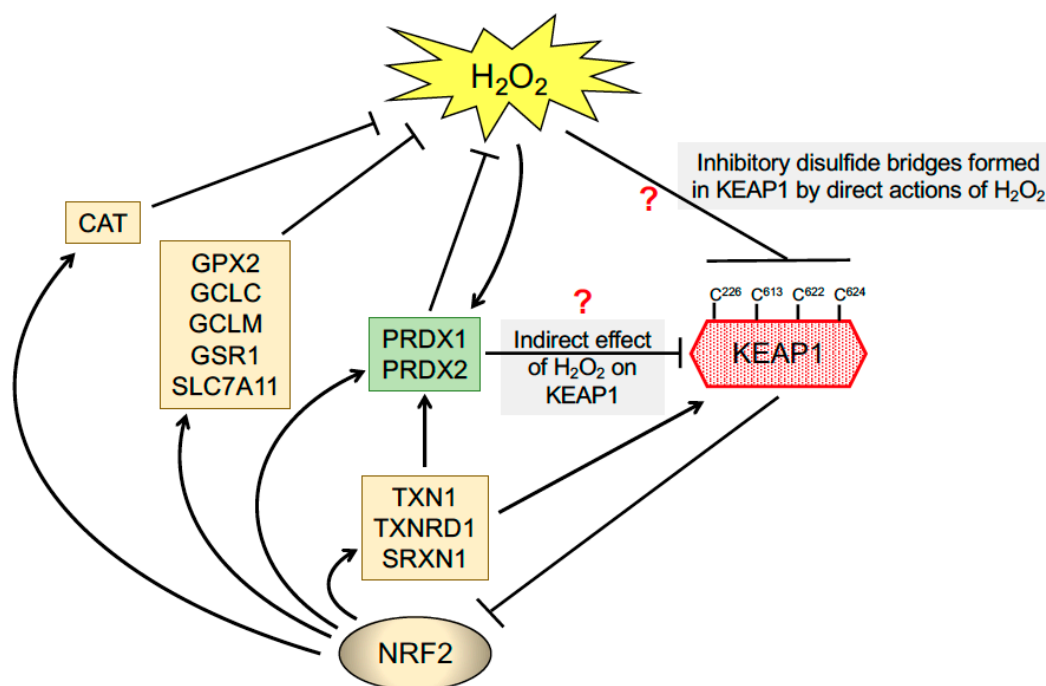 H₂O₂
Inhibitory disulfide bridges formed
in KEAP1 by direct actions of H₂O₂
?
CAT
GPX2
GCLC
GCLM
GSR1
SLC7A11
PRDX1
PRDX2
?
Indirect effect
of H₂O₂ on
KEAP1
C²²⁶ C⁶¹³ C⁶²² C⁶²⁴
KEAP1
TXN1
TXNRD1
SRXN1
NRF2